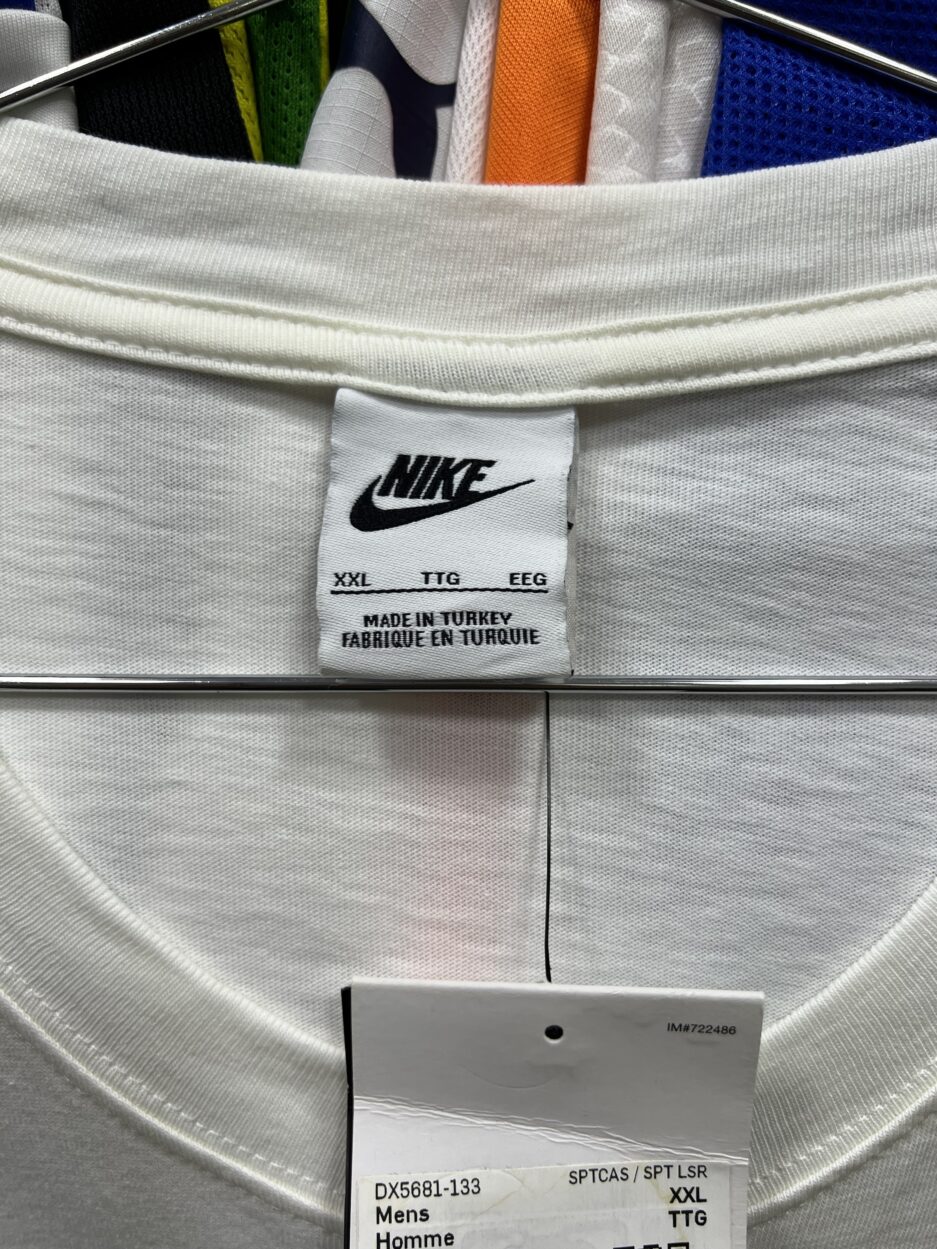 NIKE
XXL TTG EEG
MADE IN TURKEY
FABRIQUE EN TURQUIE
IM#722486
DX5681-133 SPTCAS / SPT LSR
Mens XXL
Homme TTG